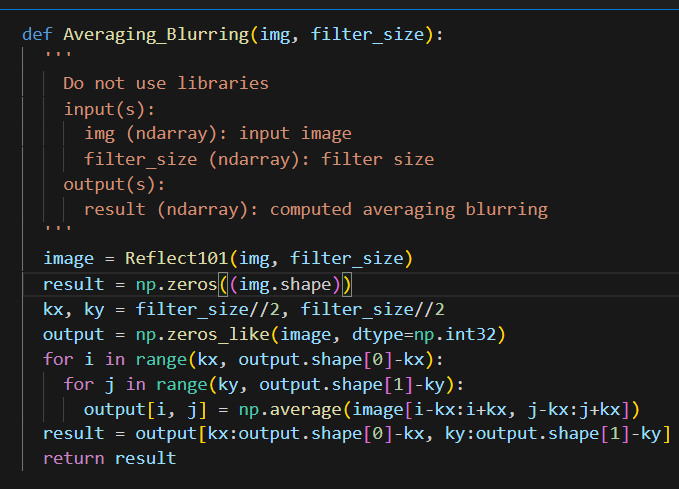 def Averaging_Blurring(img, filter_size):
'''
Do not use libraries
input(s):
img (ndarray): input image
filter_size (ndarray): filter size
output(s):
result (ndarray): computed averaging blurring
'''
image = Reflect101(img, filter_size)
result = np.zeros((img.shape))
kx, ky = filter_size//2, filter_size//2
output = np.zeros_like(image, dtype=np.int32)
for i in range(kx, output.shape[0]-kx):
for j in range(ky, output.shape[1]-ky):
output[i, j] = np.average(image[i-kx:i+kx, j-kx:j+kx])
result = output[kx:output.shape[0]-kx, ky:output.shape[1]-ky]
return result